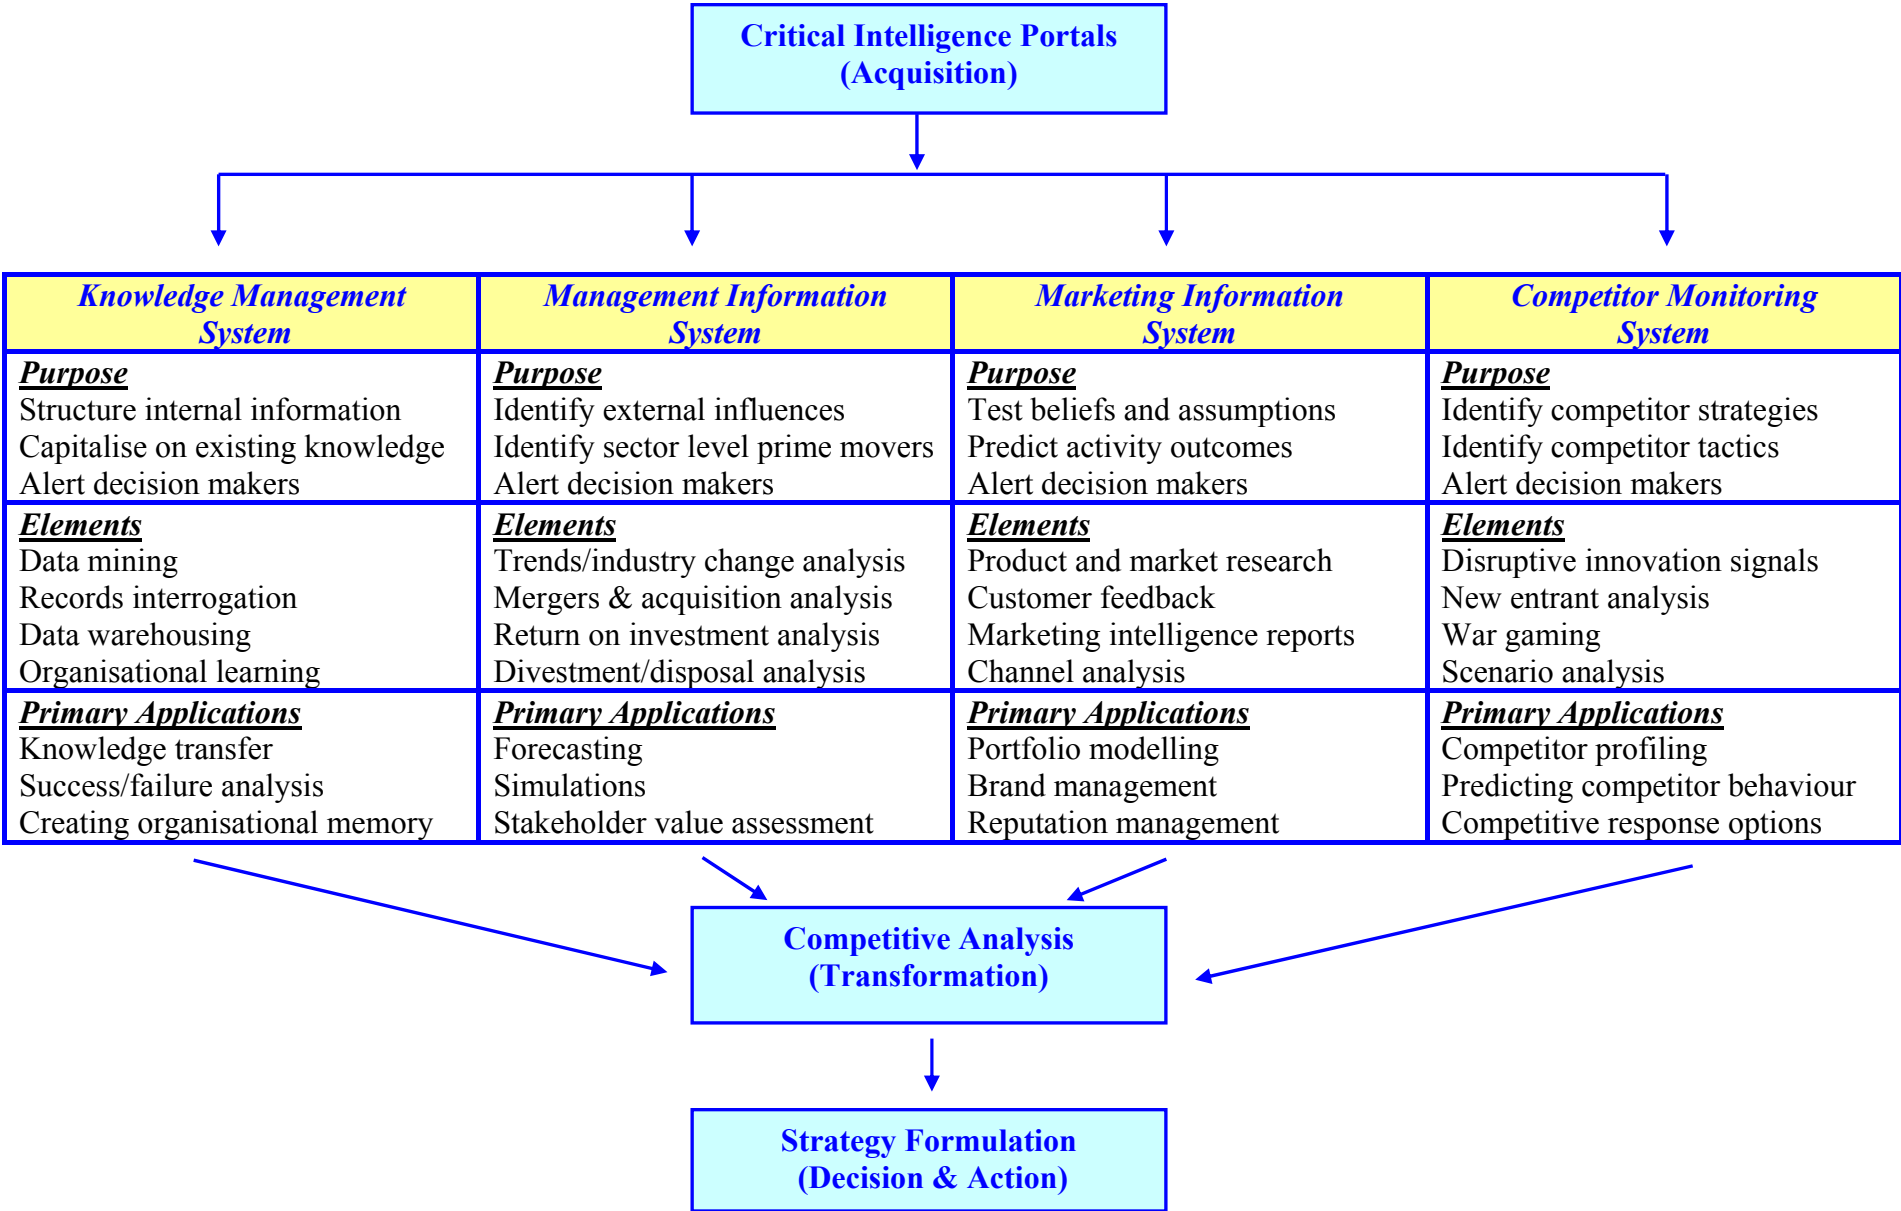 Critical Intelligence Portals
(Acquisition)
Knowledge Management
System
Management Information
System
Marketing Information
System
Competitor Monitoring
System
Purpose
Structure internal information
Capitalise on existing knowledge
Alert decision makers
Purpose
Identify external influences
Identify sector level prime movers
Alert decision makers
Purpose
Test beliefs and assumptions
Predict activity outcomes
Alert decision makers
Purpose
Identify competitor strategies
Identify competitor tactics
Alert decision makers
Elements
Data mining
Records interrogation
Data warehousing
Organisational learning
Elements
Trends/industry change analysis
Mergers & acquisition analysis
Return on investment analysis
Divestment/disposal analysis
Elements
Product and market research
Customer feedback
Marketing intelligence reports
Channel analysis
Elements
Disruptive innovation signals
New entrant analysis
War gaming
Scenario analysis
Primary Applications
Knowledge transfer
Success/failure analysis
Creating organisational memory
Primary Applications
Forecasting
Simulations
Stakeholder value assessment
Primary Applications
Portfolio modelling
Brand management
Reputation management
Primary Applications
Competitor profiling
Predicting competitor behaviour
Competitive response options
Competitive Analysis
(Transformation)
Strategy Formulation
(Decision & Action)